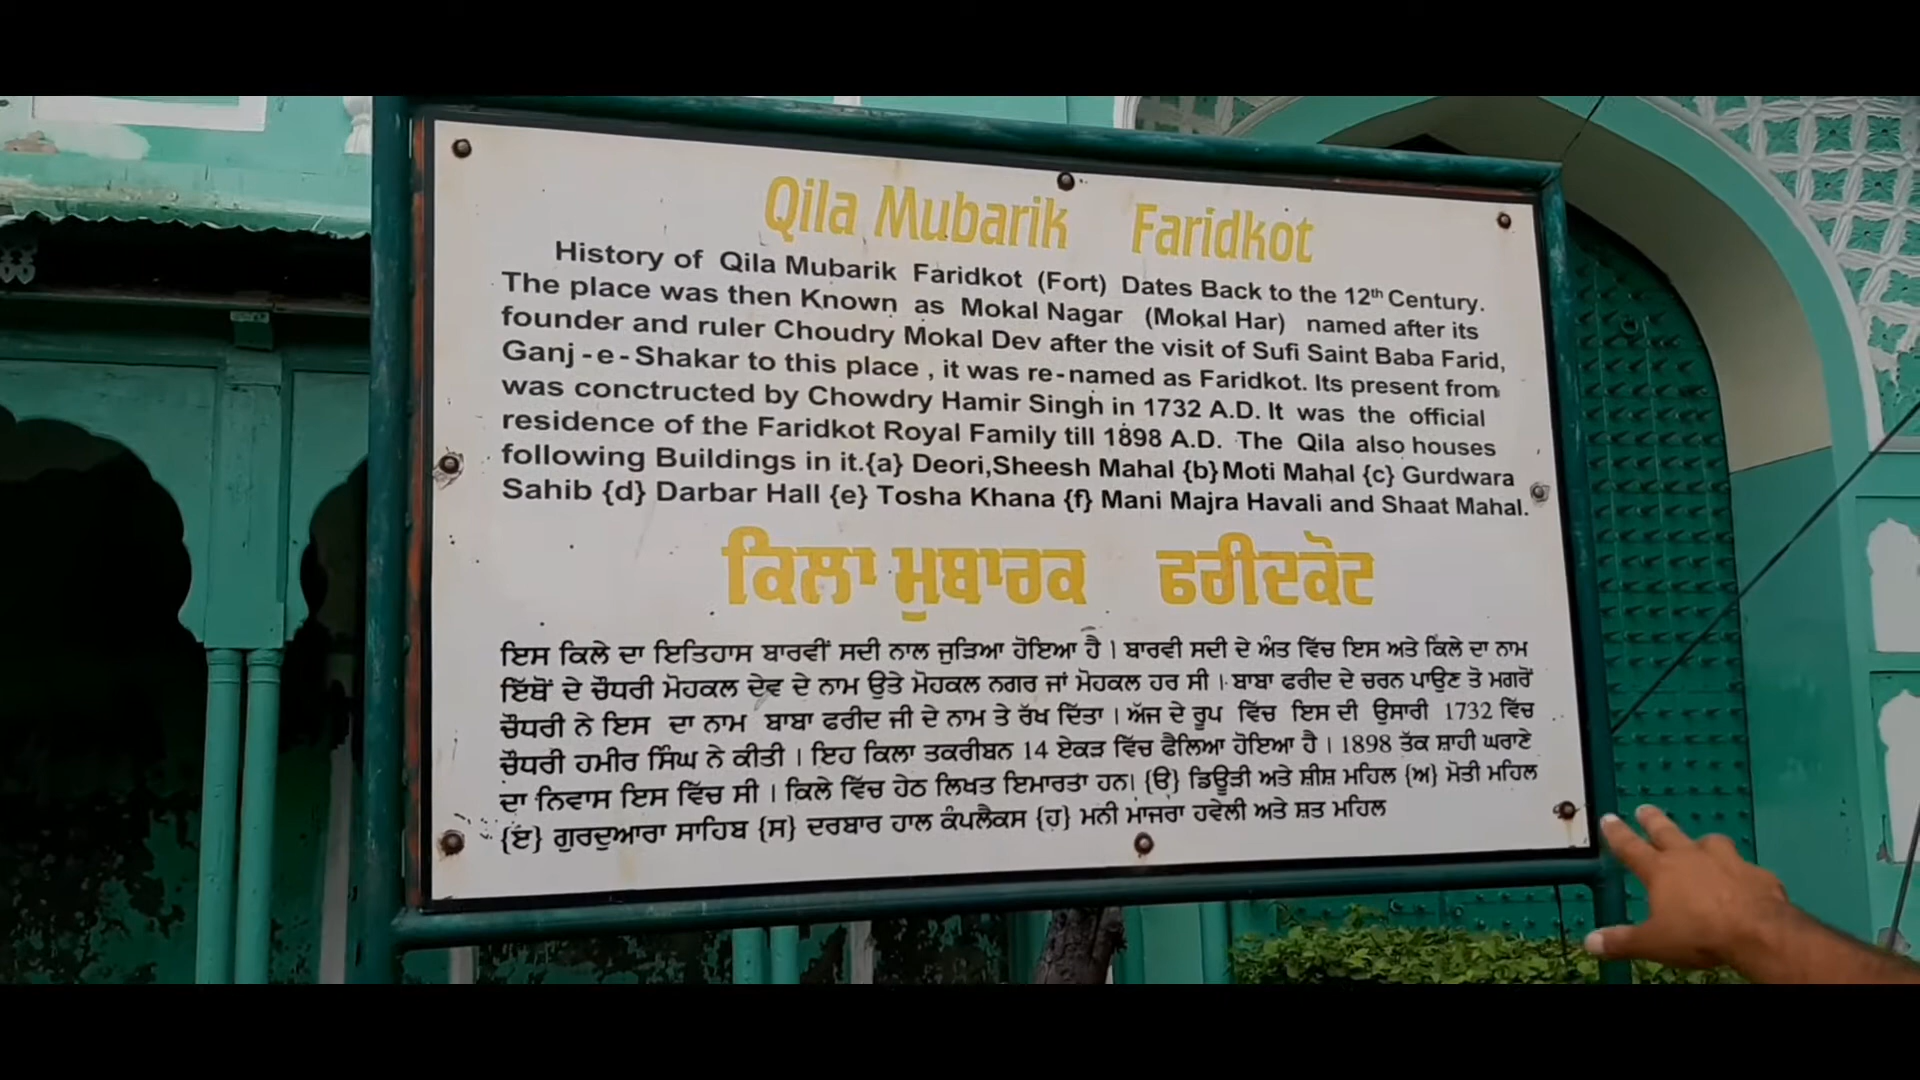 Qila Mubarik Faridkot
History of Qila Mubarik Faridkot (Fort) Dates Back to the 12th Century.
The place was then Known as Mokal Nagar (Mokal Har) named after its
founder and ruler Choudry Mokal Dev after the visit of Sufi Saint Baba Farid,
Ganj-e-Shakar to this place, it was re-named as Faridkot. Its present from
was conctructed by Chowdry Hamir Singh in 1732 A.D. It was the official
residence of the Faridkot Royal Family till 1898 A.D. The Qila also houses
following Buildings in it.{a} Deori,Sheesh Mahal {b} Moti Mahal {c} Gurdwara
Sahib {d} Darbar Hall {e} Tosha Khana {f} Mani Majra Havali and Shaat Mahal.
ਕਿਲਾ ਮੁਬਾਰਕ ਫਰੀਦਕੋਟ
ਇਸ ਕਿਲੇ ਦਾ ਇਤਿਹਾਸ ਬਾਰਵੀਂ ਸਦੀ ਨਾਲ ਜੁੜਿਆ ਹੋਇਆ ਹੈ। ਬਾਰਵੀ ਸਦੀ ਦੇ ਅੰਤ ਵਿੱਚ ਇਸ ਅਤੇ ਕਿਲੇ ਦਾ ਨਾਮ
ਇੱਥੋਂ ਦੇ ਚੌਧਰੀ ਮੋਹਕਲ ਦੇਵ ਦੇ ਨਾਮ ਉਤੇ ਮੋਹਕਲ ਨਗਰ ਜਾਂ ਮੋਹਕਲ ਹਰ ਸੀ। ਬਾਬਾ ਫਰੀਦ ਦੇ ਚਰਨ ਪਾਉਣ ਤੋ ਮਗਰੋਂ
ਚੌਧਰੀ ਨੇ ਇਸ ਦਾ ਨਾਮ ਬਾਬਾ ਫਰੀਦ ਜੀ ਦੇ ਨਾਮ ਤੇ ਰੱਖ ਦਿੱਤਾ। ਅੱਜ ਦੇ ਰੂਪ ਵਿੱਚ ਇਸ ਦੀ ਉਸਾਰੀ 1732 ਵਿੱਚ
ਚੌਧਰੀ ਹਮੀਰ ਸਿੰਘ ਨੇ ਕੀਤੀ। ਇਹ ਕਿਲਾ ਤਕਰੀਬਨ 14 ਏਕੜ ਵਿੱਚ ਫੈਲਿਆ ਹੋਇਆ ਹੈ। 1898 ਤੱਕ ਸ਼ਾਹੀ ਘਰਾਣੇ
ਦਾ ਨਿਵਾਸ ਇਸ ਵਿੱਚ ਸੀ। ਕਿਲੇ ਵਿੱਚ ਹੇਠ ਲਿਖਤ ਇਮਾਰਤਾਂ ਹਨ। {ੳ} ਡਿਊੜੀ ਅਤੇ ਸ਼ੀਸ਼ ਮਹਿਲ {ਅ} ਮੋਤੀ ਮਹਿਲ
{ੲ} ਗੁਰਦੁਆਰਾ ਸਾਹਿਬ {ਸ} ਦਰਬਾਰ ਹਾਲ ਕੰਪਲੈਕਸ {ਹ} ਮਨੀ ਮਾਜਰਾ ਹਵੇਲੀ ਅਤੇ ਸ਼ਤ ਮਹਿਲ